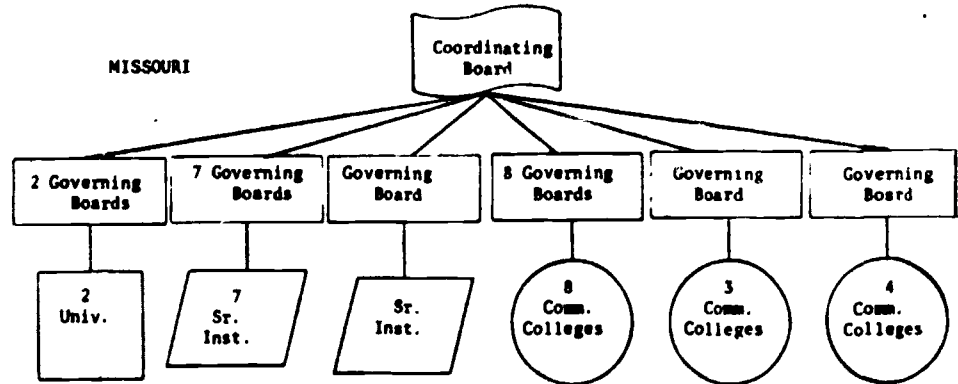 MISSOURI
Coordinating
Board
2 Governing
Boards
7 Governing
Boards
Governing
Board
8 Governing
Boards
Governing
Board
Governing
Board
2
Univ.
7
Sr.
Inst.
Sr.
Inst.
8
Comm.
Colleges
3
Comm.
Colleges
4
Comm.
Colleges